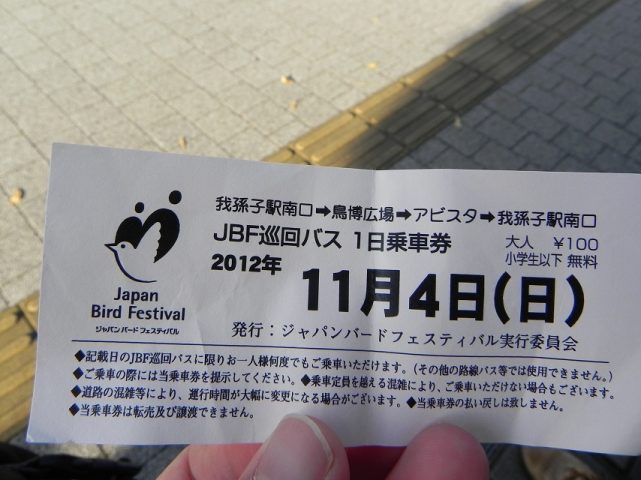 我孫子駅南口➡鳥博広場➡アビスタ➡我孫子駅南口
JBF巡回バス 1日乗車券
大人 ¥100
小学生以下 無料
2012年 11月4日(日)
Japan
Bird Festival
ジャパン バード フェスティバル
発行：ジャパンバードフェスティバル実行委員会
◆記載日のJBF巡回バスに限りお一人様何度でもご乗車いただけます。(その他の路線バス等では使用できません。)
◆ご乗車の際には当乗車券を提示してください。◆乗車定員を越える混雑により、ご乗車いただけない場合もございます。
◆道路の混雑等により、運行時間が大幅に変更になる場合がございます。◆当乗車券の払い戻しは致しません。
◆当乗車券は転売及び譲渡できません。